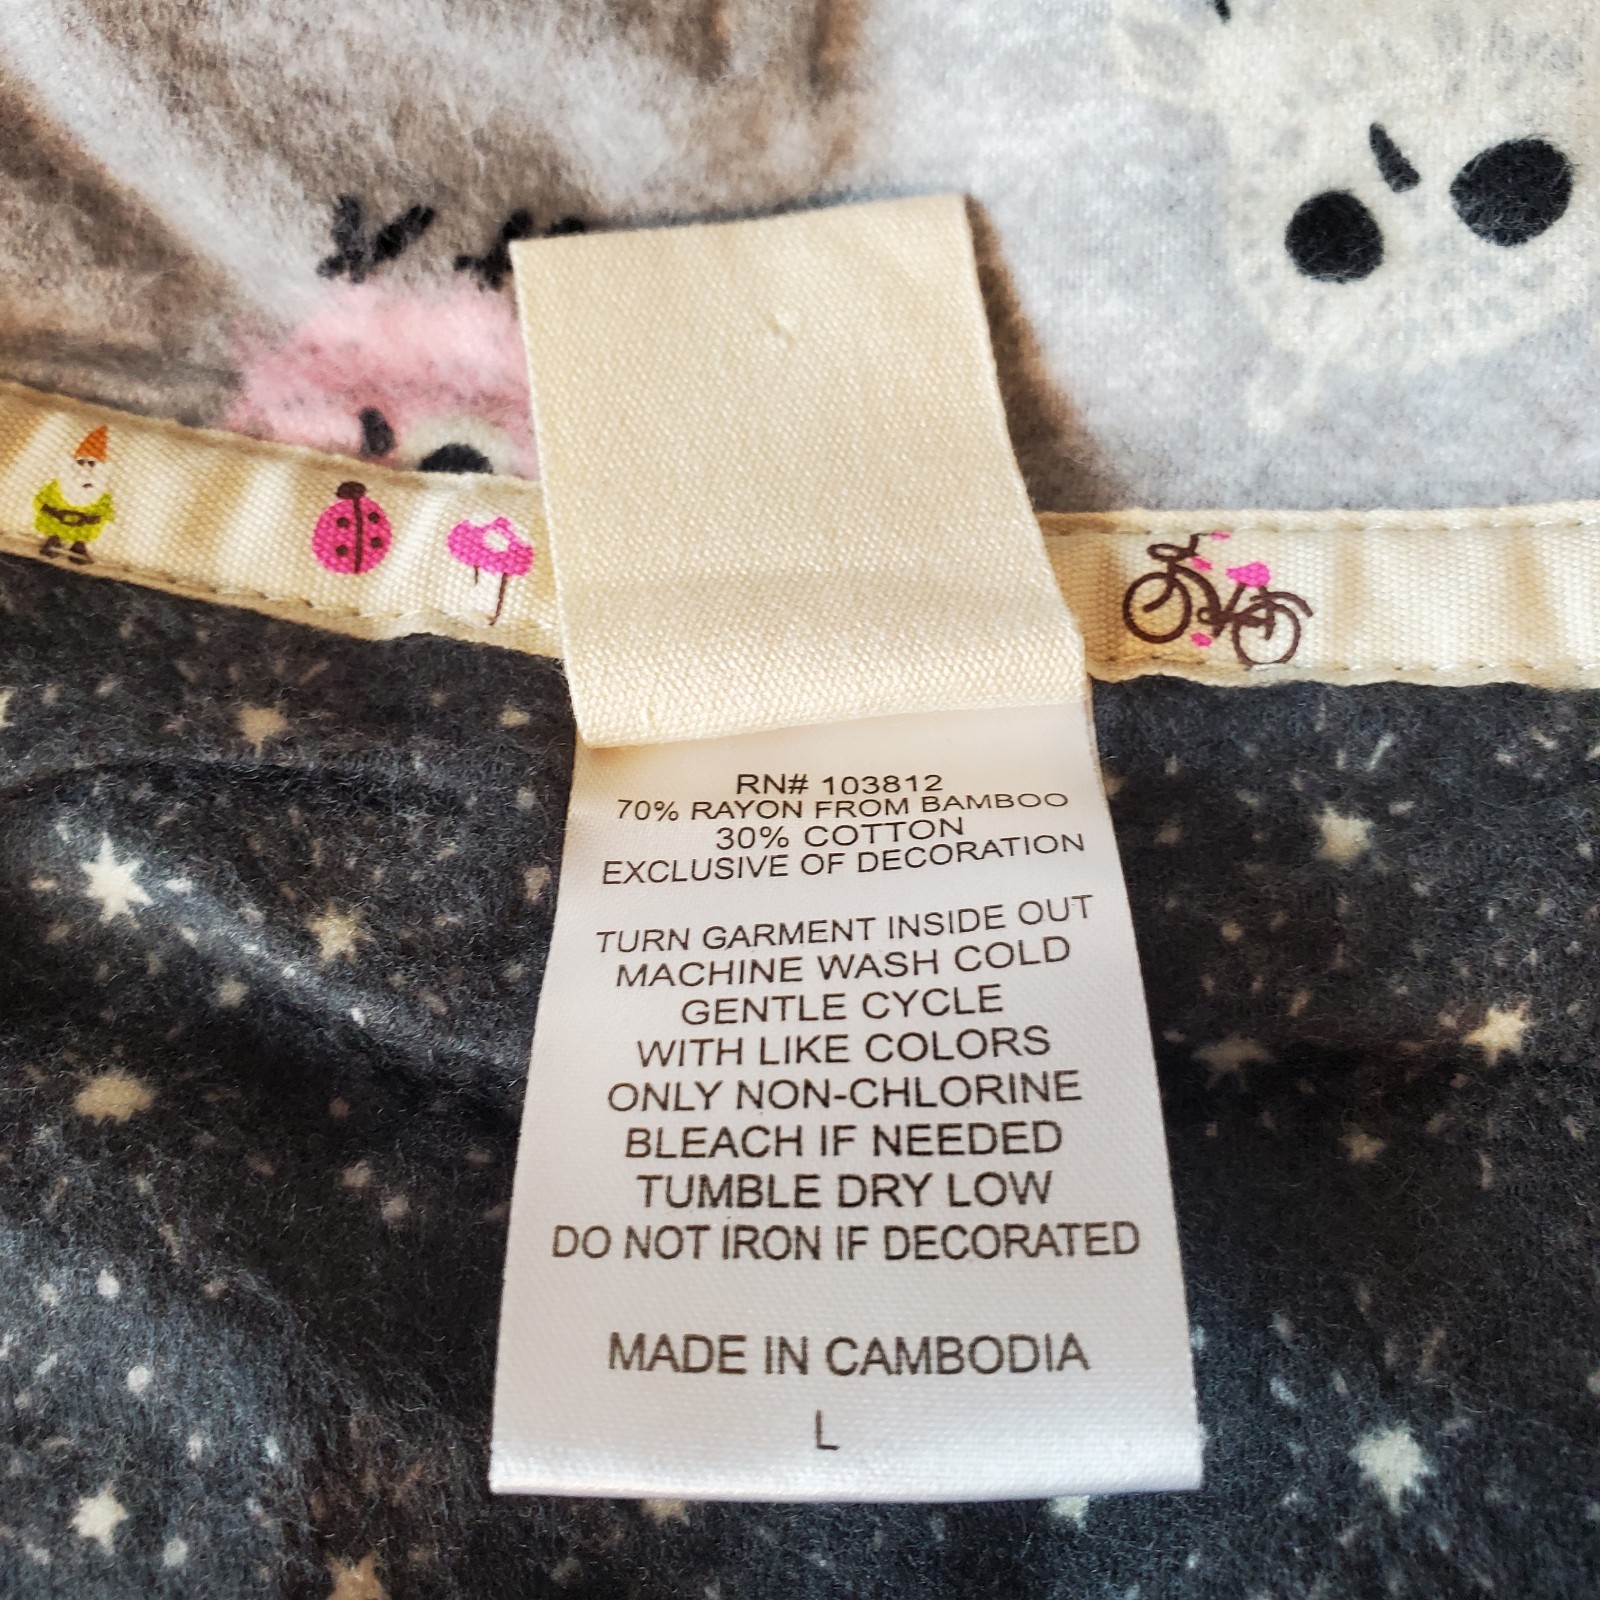 RN# 103812
70% RAYON FROM BAMBOO
30% COTTON
EXCLUSIVE OF DECORATION
TURN GARMENT INSIDE OUT
MACHINE WASH COLD
GENTLE CYCLE
WITH LIKE COLORS
ONLY NON-CHLORINE
BLEACH IF NEEDED
TUMBLE DRY LOW
DO NOT IRON IF DECORATED
MADE IN CAMBODIA
L